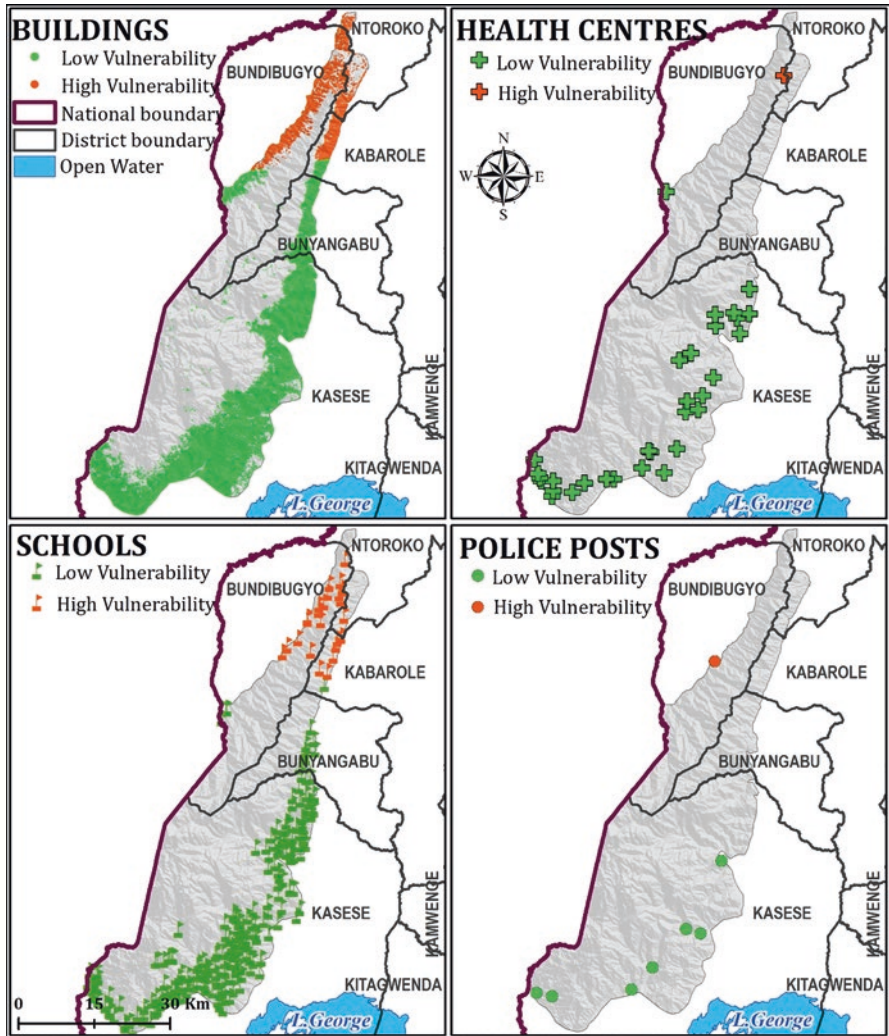 BUILDINGS
Low Vulnerability
High Vulnerability
National boundary
District boundary
Open Water
NTOROKO
BUNDIBUGYO
KABAROLE
BUNYANGABU
KASESE
KAMWENGE
KITAGWENDA
L. George
HEALTH CENTRES
Low Vulnerability
High Vulnerability
N
W E
S
NTOROKO
BUNDIBUGYO
KABAROLE
BUNYANGABU
KASESE
KAMWENGE
KITAGWENDA
L. George
SCHOOLS
Low Vulnerability
High Vulnerability
NTOROKO
BUNDIBUGYO
KABAROLE
BUNYANGABU
KASESE
KAMWENGE
KITAGWENDA
L. George
0 15 30 Km
POLICE POSTS
Low Vulnerability
High Vulnerability
NTOROKO
BUNDIBUGYO
KABAROLE
BUNYANGABU
KASESE
KAMWENGE
KITAGWENDA
L. George